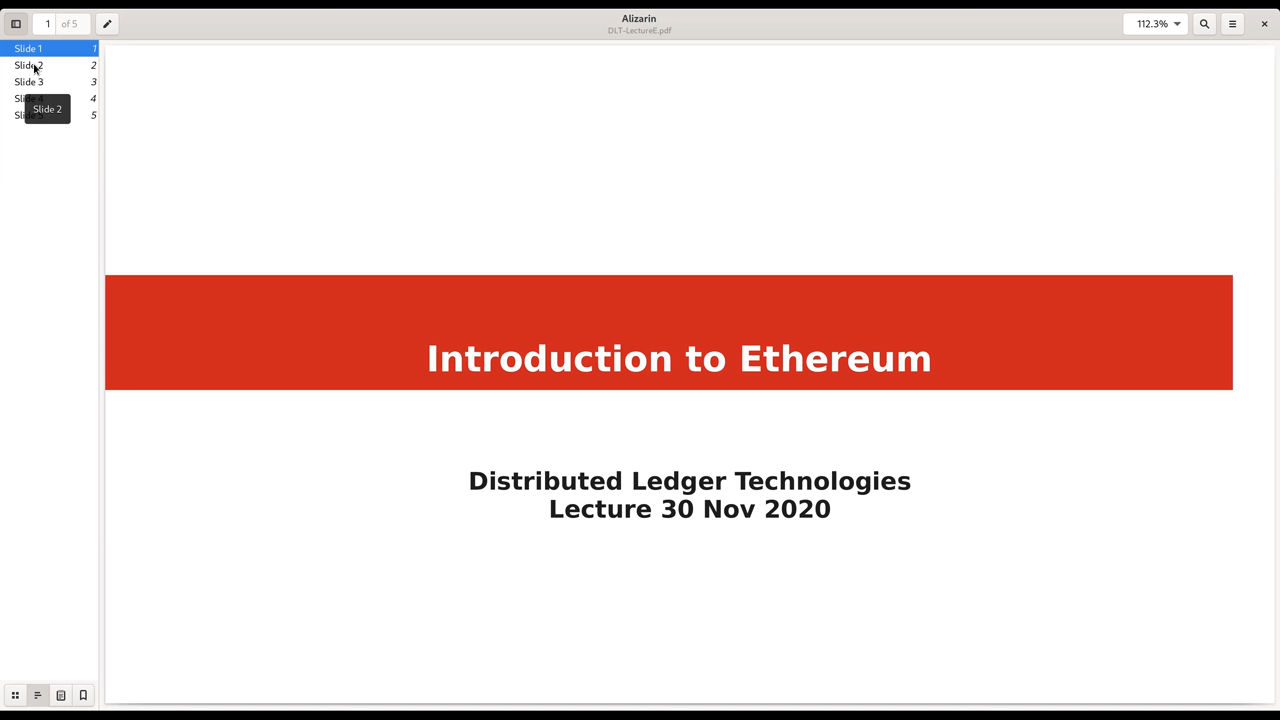 1 of 5
Alizarin
DLT-LectureE.pdf
112.3%
Slide 1 1
Slide 2 2
Slide 3 3
4
5
Slide 2
Introduction to Ethereum
Distributed Ledger Technologies
Lecture 30 Nov 2020